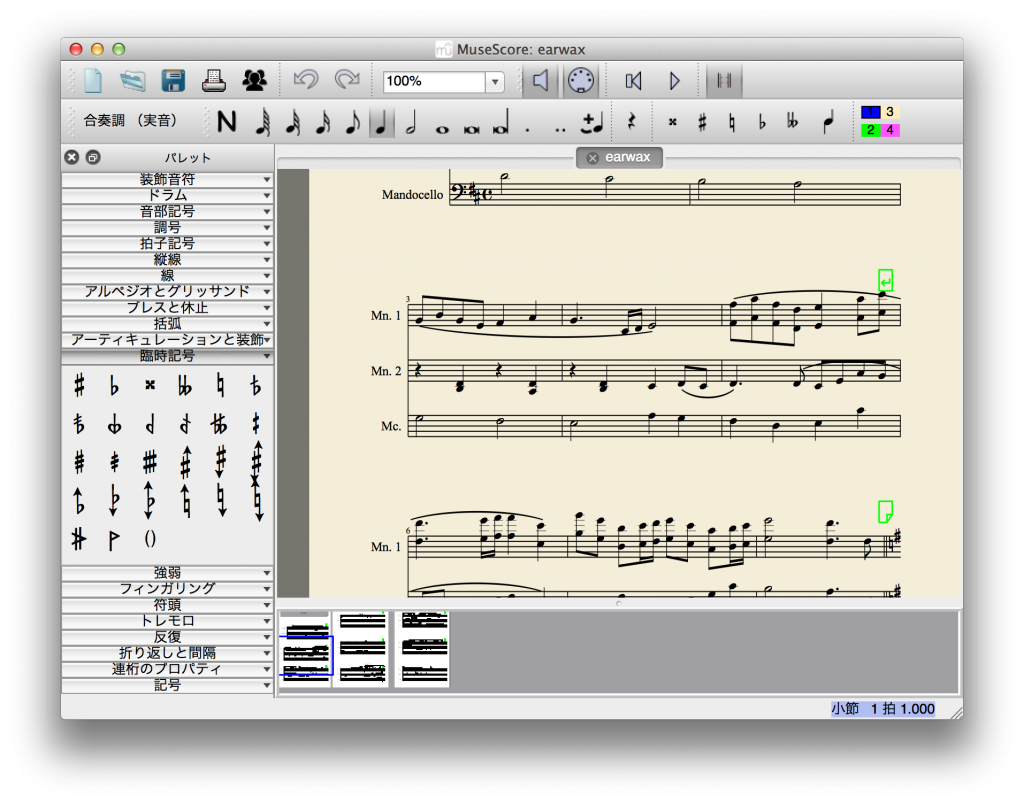 MuseScore: earwax
100%
合奏調 （実音）
N
1 3
2 4
パレット
earwax
装飾音符
ドラム
音部記号
調号
拍子記号
縦線
線
アルペジオとグリッサンド
ブレスと休止
括弧
アーティキュレーションと装飾
臨時記号
()
強弱
フィンガリング
符頭
トレモロ
反復
折り返しと間隔
連桁のプロパティ
記号
Mandocello
3
Mn. 1
Mn. 2
Mc.
6
Mn. 1
小節 1 拍 1.000